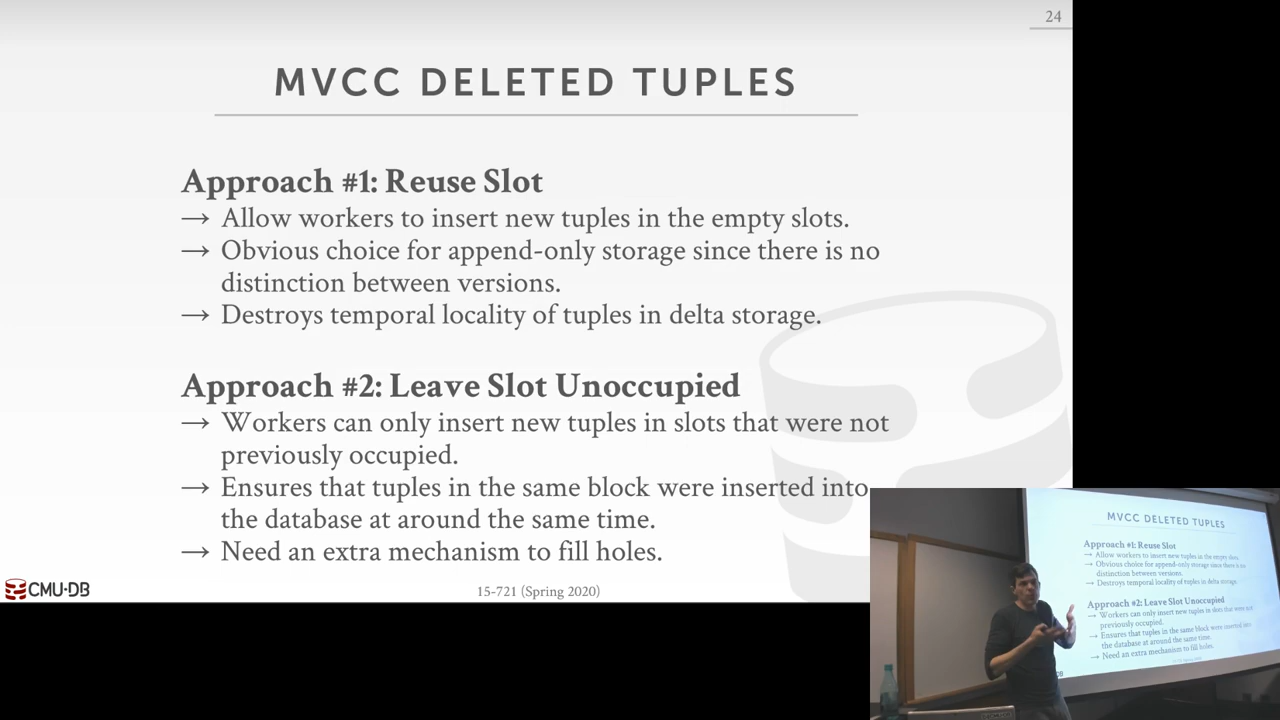 24
MVCC DELETED TUPLES
Approach #1: Reuse Slot
→ Allow workers to insert new tuples in the empty slots.
→ Obvious choice for append-only storage since there is no
distinction between versions.
→ Destroys temporal locality of tuples in delta storage.
Approach #2: Leave Slot Unoccupied
→ Workers can only insert new tuples in slots that were not
previously occupied.
→ Ensures that tuples in the same block were inserted into
the database at around the same time.
→ Need an extra mechanism to fill holes.
CMU·DB
15-721 (Spring 2020)
MVCC DELETED TUPLES
Approach #1: Reuse Slot
→ Allow workers to insert new tuples in the empty slots.
→ Obvious choice for append-only storage since there is no
distinction between versions.
→ Destroys temporal locality of tuples in delta storage.
Approach #2: Leave Slot Unoccupied
→ Workers can only insert new tuples in slots that were not
previously occupied.
→ Ensures that tuples in the same block were inserted into
the database at around the same time.
→ Need an extra mechanism to fill holes.